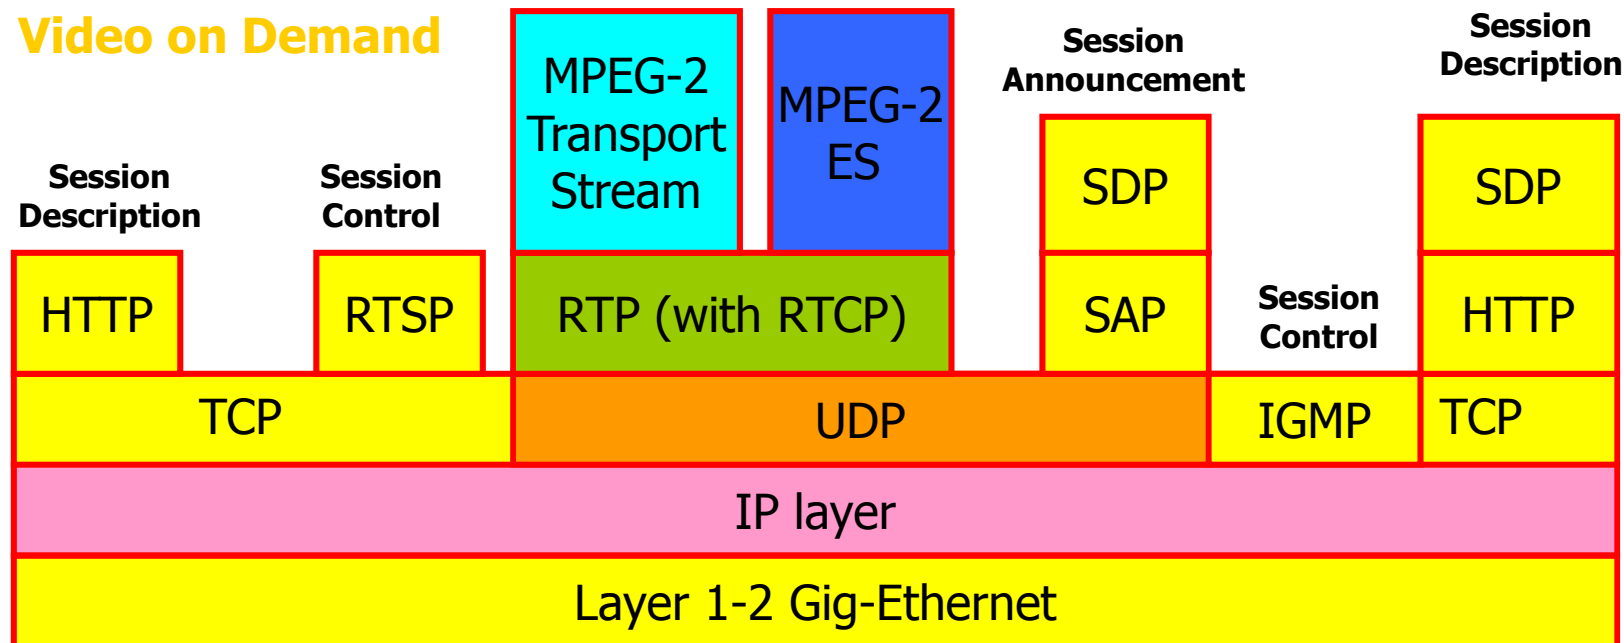 Video on Demand
MPEG-2
Transport
Stream
MPEG-2
ES
Session
Announcement
Session
Description
Session
Description
Session
Control
SDP
SDP
HTTP
RTSP
RTP (with RTCP)
SAP
Session
Control
HTTP
TCP
UDP
IGMP
TCP
IP layer
Layer 1-2 Gig-Ethernet